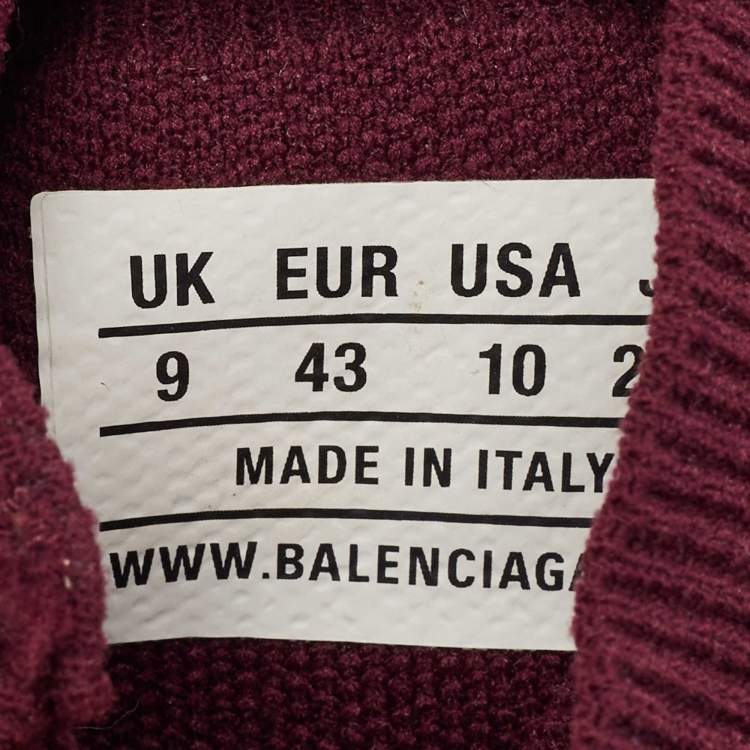 UK EUR USA
9 43 10
MADE IN ITALY
WWW.BALENCIAGA